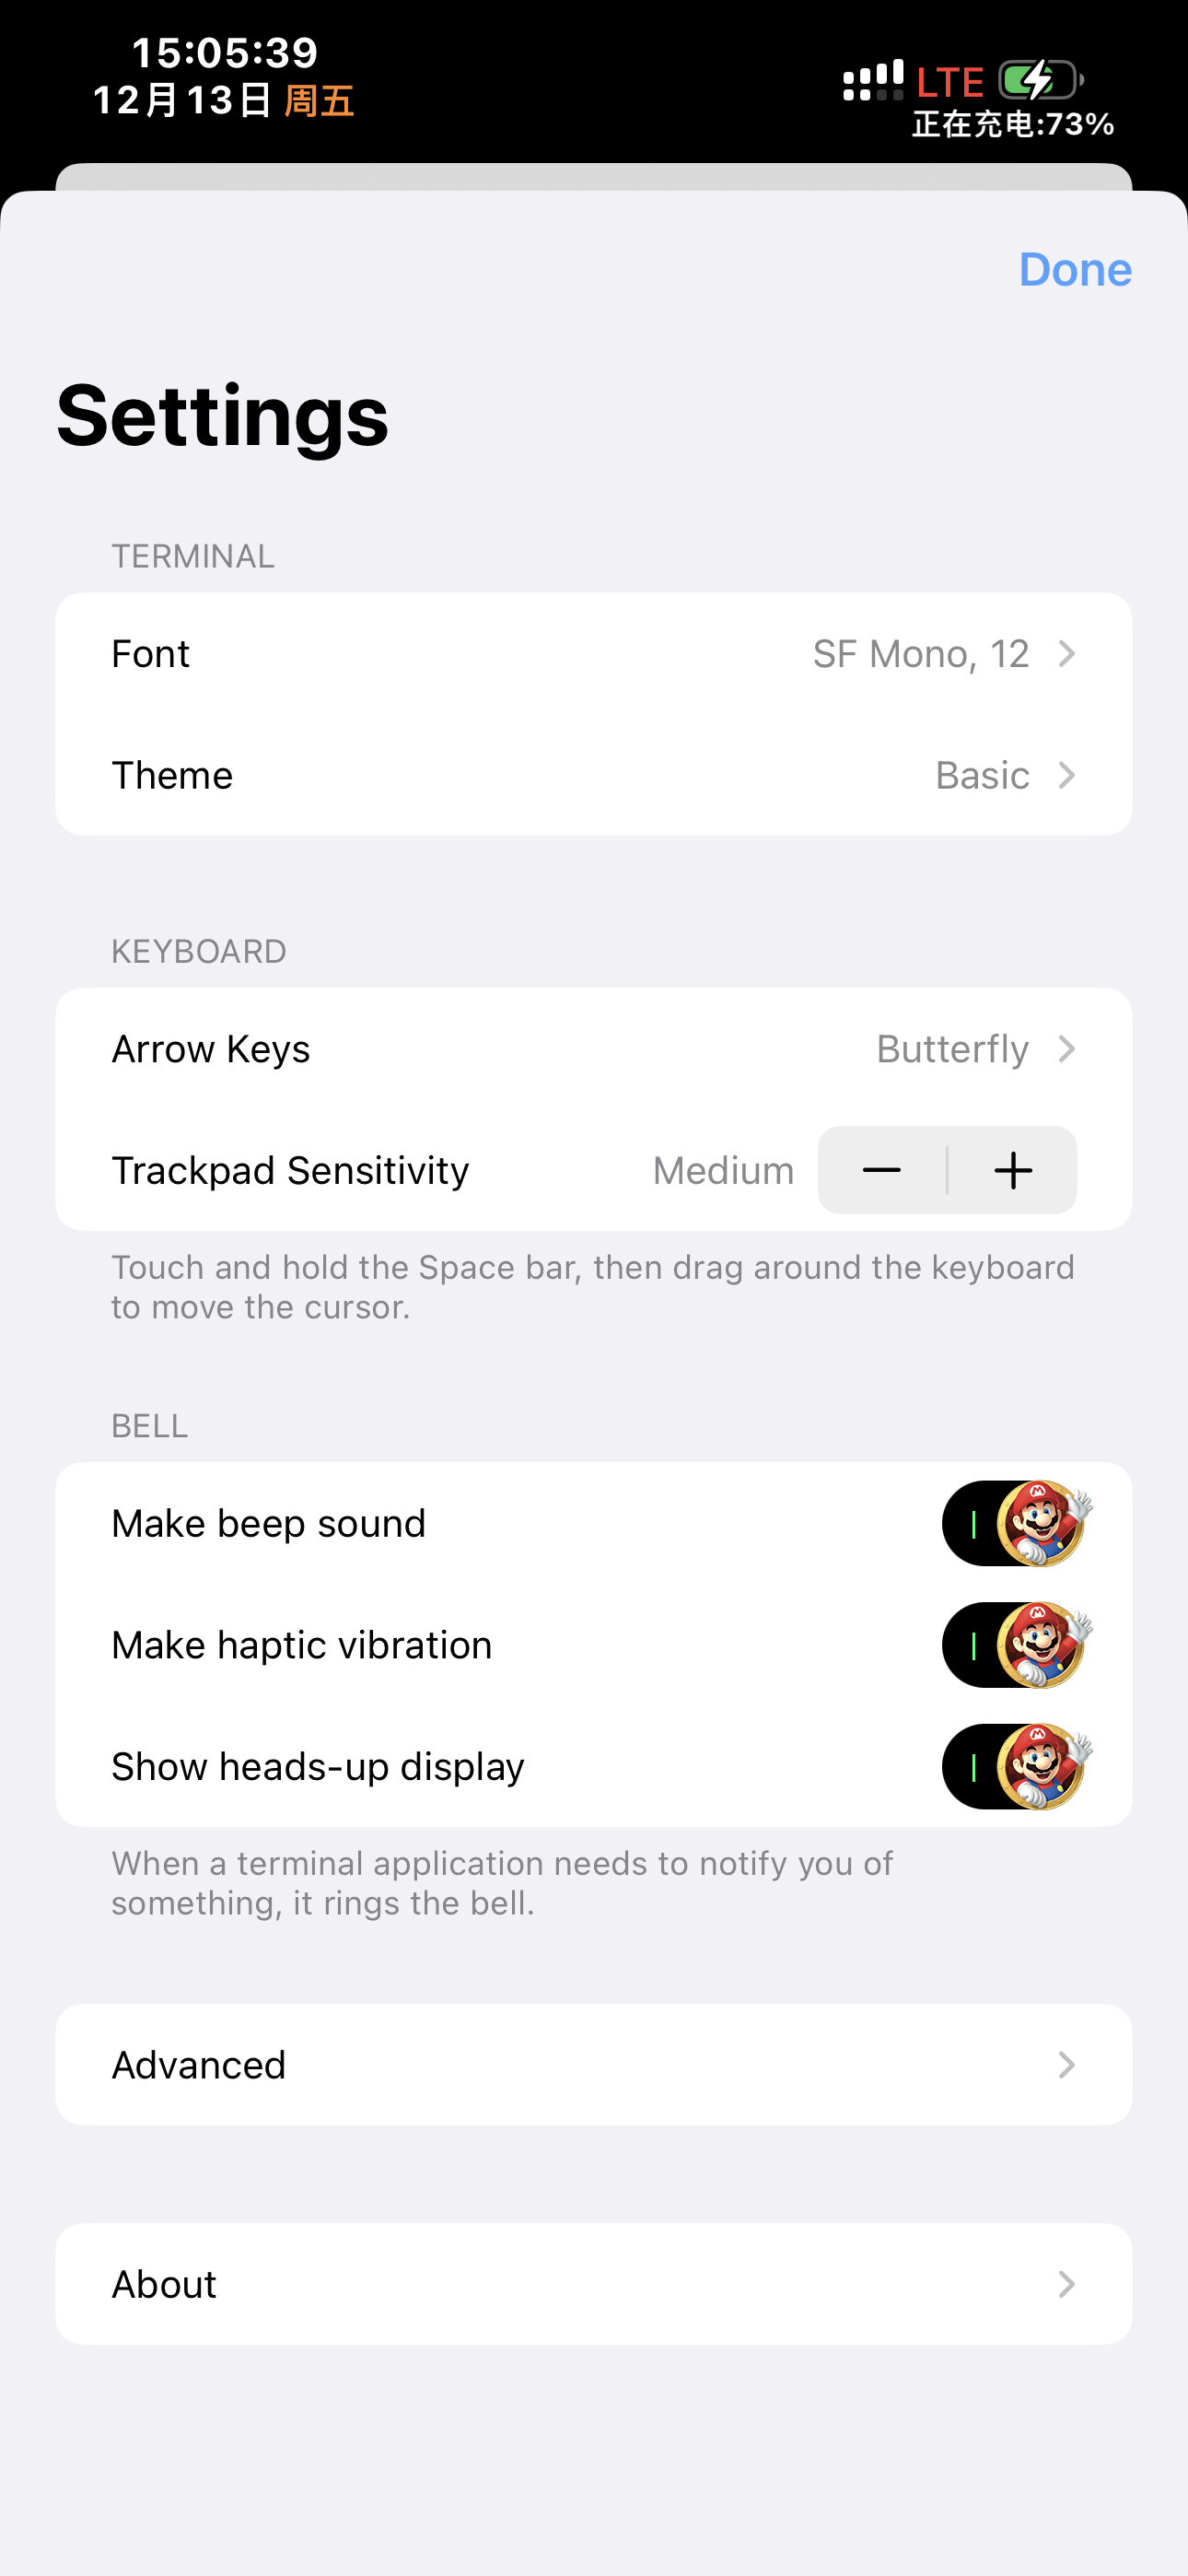 15:05:39
12月13日 周五
LTE
正在充电:73%
Done
Settings
TERMINAL
Font SF Mono, 12
Theme Basic
KEYBOARD
Arrow Keys Butterfly
Trackpad Sensitivity Medium − +
Touch and hold the Space bar, then drag around the keyboard
to move the cursor.
BELL
Make beep sound
Make haptic vibration
Show heads-up display
When a terminal application needs to notify you of
something, it rings the bell.
Advanced
About